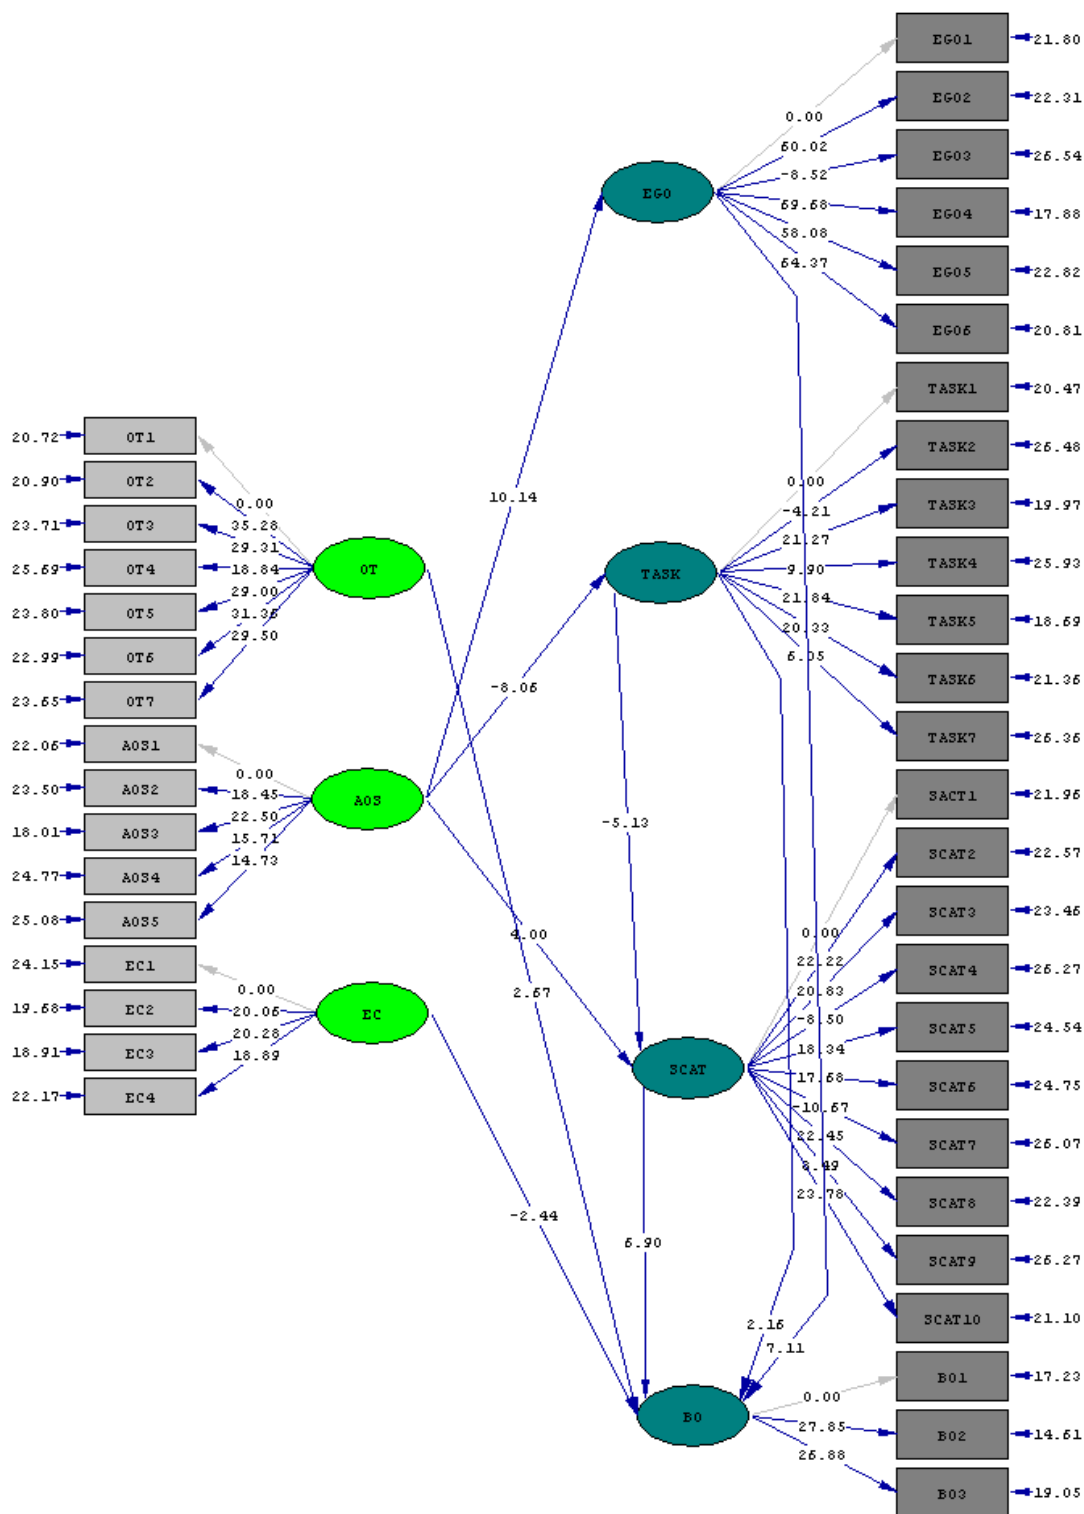 20.72
OT1
20.90
OT2
23.71
OT3
25.69
OT4
23.80
OT5
22.99
OT6
23.65
OT7
22.06
AOS1
23.50
AOS2
18.01
AOS3
24.77
AOS4
25.08
AOS5
24.15
EC1
19.68
EC2
18.91
EC3
22.17
EC4
0.00
35.28
29.31
18.84
29.00
31.36
29.50
OT
0.00
18.45
22.50
15.71
14.73
AOS
0.00
20.06
20.28
18.89
EC
10.14
-8.06
-5.13
4.00
2.67
-2.44
6.90
2.16
7.11
EGO
0.00
60.02
-8.52
69.68
58.08
64.37
TASK
0.00
-4.21
21.27
9.90
21.84
20.33
6.05
SCAT
0.00
22.22
20.83
-8.50
18.34
17.68
-10.67
22.45
8.49
23.78
BO
0.00
27.85
26.88
EGO1
21.80
EGO2
22.31
EGO3
26.54
EGO4
17.88
EGO5
22.82
EGO6
20.81
TASK1
20.47
TASK2
26.48
TASK3
19.97
TASK4
25.93
TASK5
18.69
TASK6
21.36
TASK7
26.36
SACT1
21.96
SCAT2
22.57
SCAT3
23.46
SCAT4
26.27
SCAT5
24.54
SCAT6
24.75
SCAT7
26.07
SCAT8
22.39
SCAT9
26.27
SCAT10
21.10
BO1
17.23
BO2
14.61
BO3
19.05